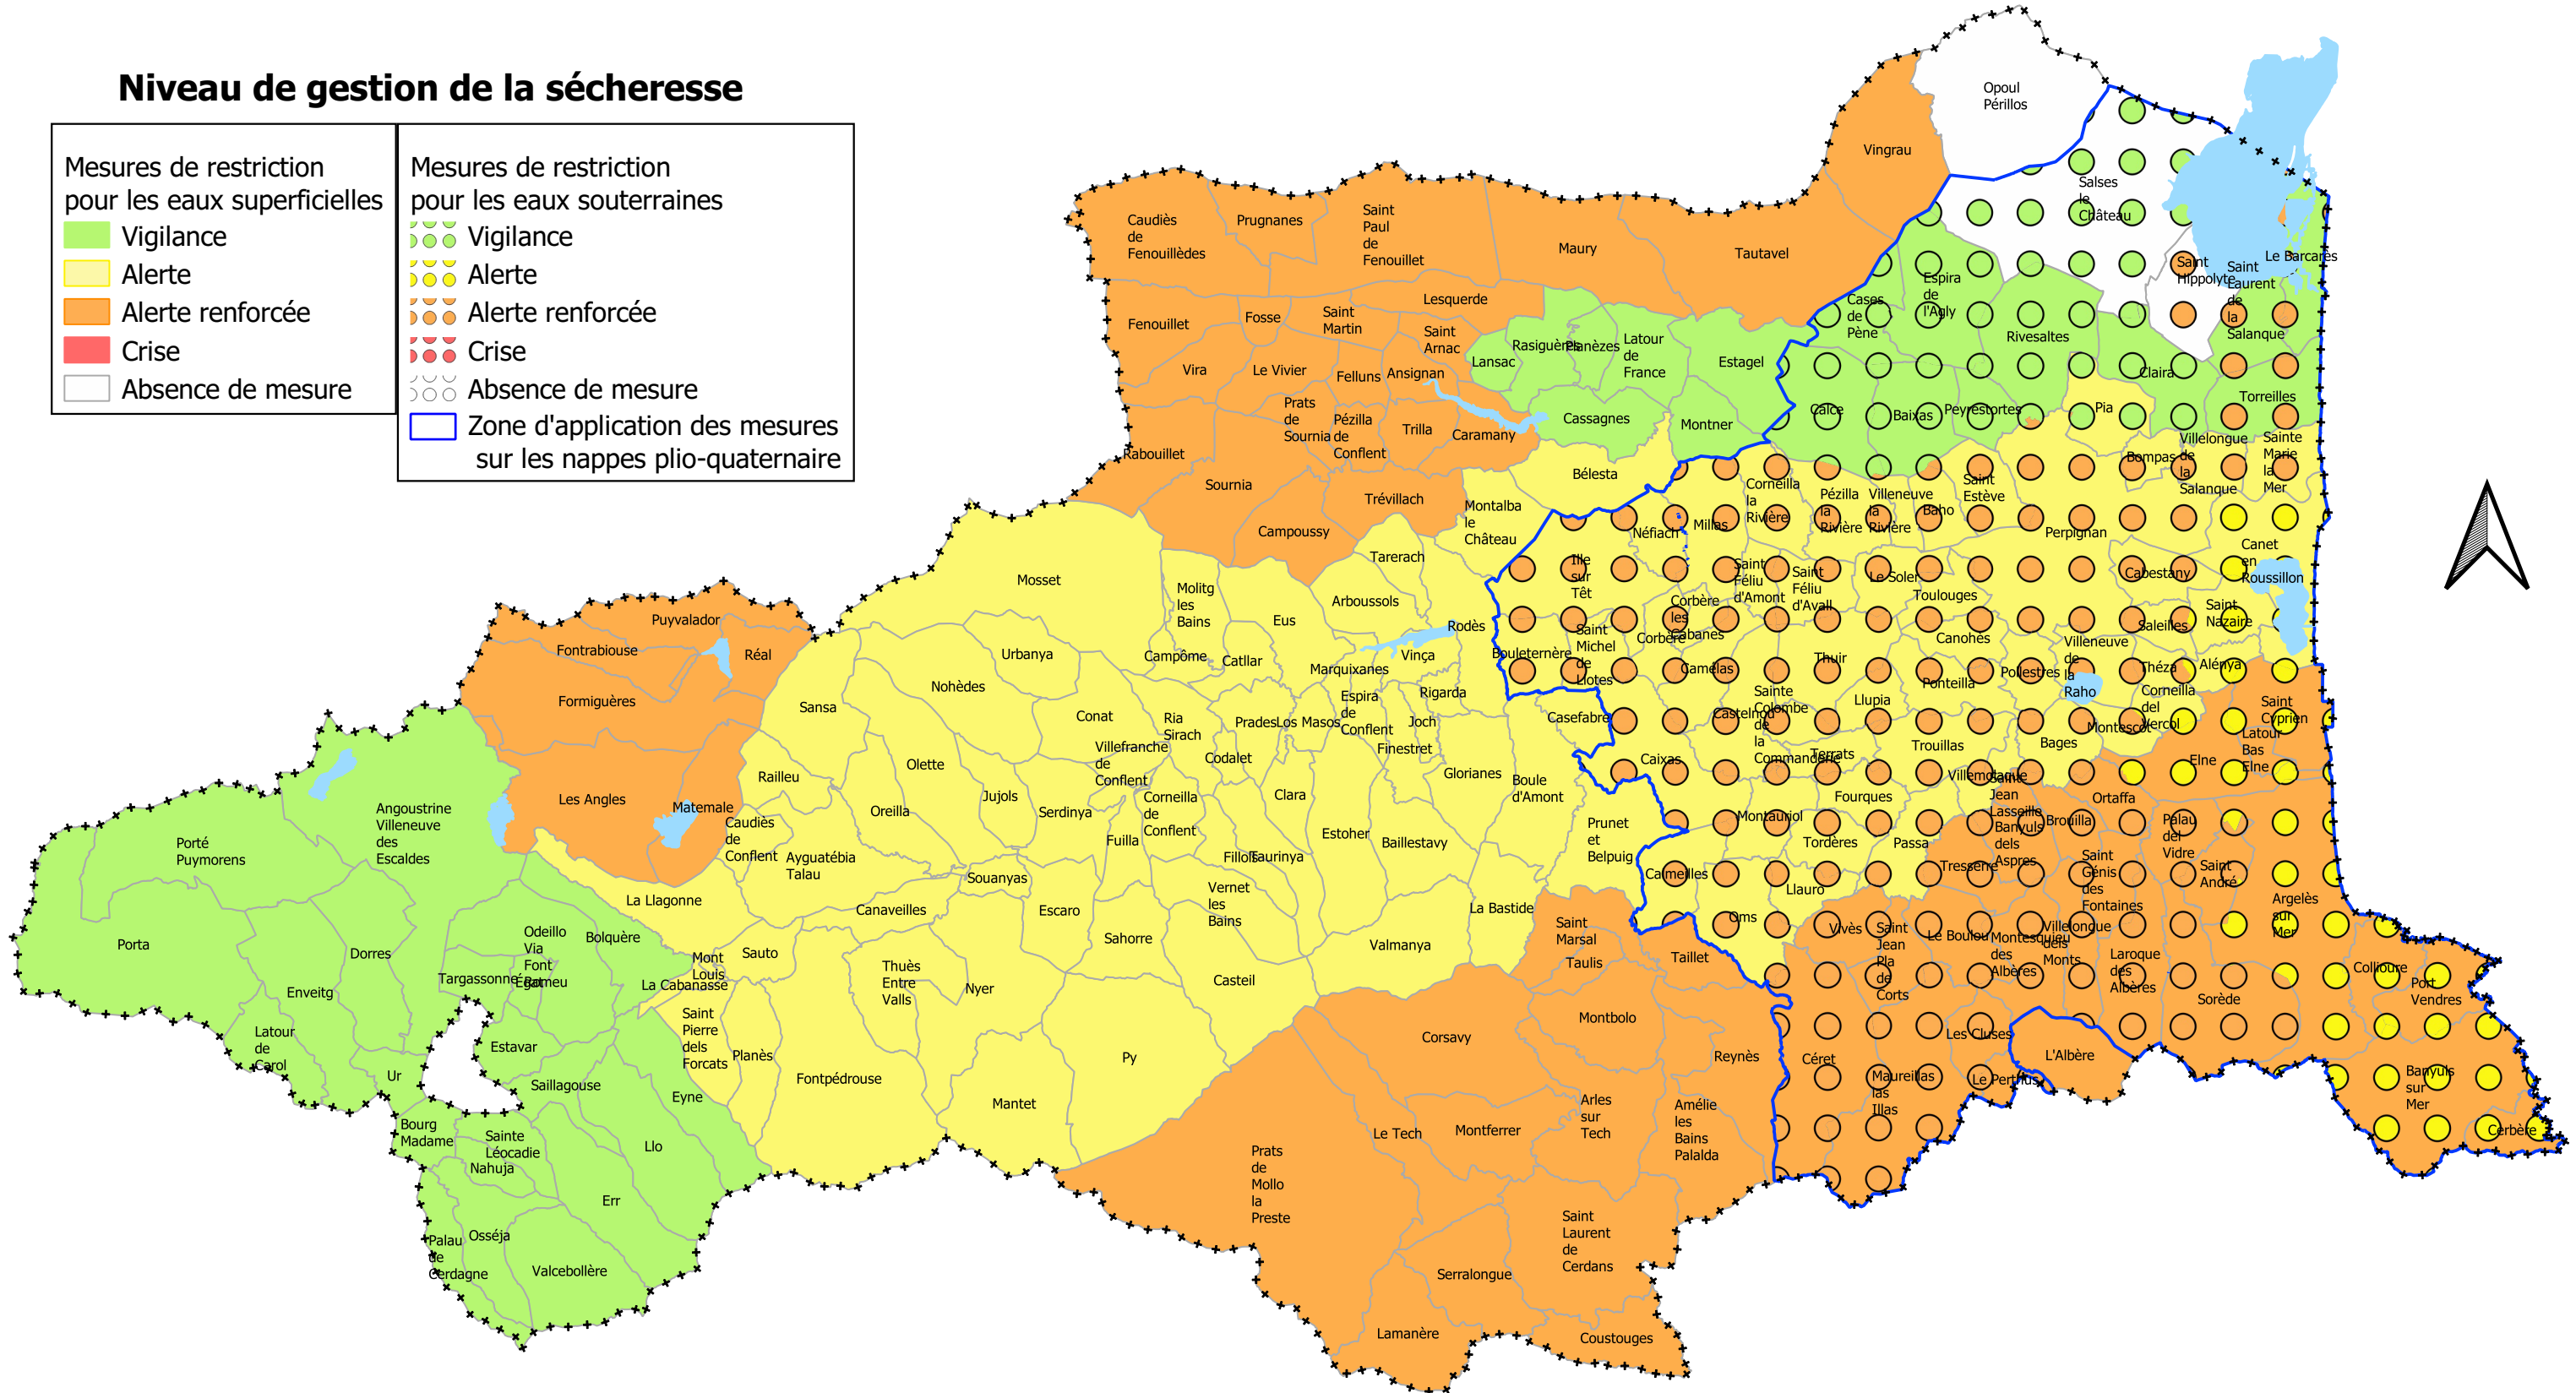 Niveau de gestion de la sécheresse
Mesures de restriction
pour les eaux superficielles
Vigilance
Alerte
Alerte renforcée
Crise
Absence de mesure
Mesures de restriction
pour les eaux souterraines
Vigilance
Alerte
Alerte renforcée
Crise
Absence de mesure
Zone d'application des mesures
sur les nappes plio-quaternaire
Opoul
Périllos
Vingrau
Salses
le
Château
Caudiès
de
Fenouillèdes
Prugnanes
Saint
Paul
de
Fenouillet
Maury
Tautavel
Saint
Hippolyte
Saint
Laurent
de
la
Salanque
Le Barcarès
Espira
de
l'Agly
Cases
de
Pène
Rivesaltes
Fenouillet
Fosse
Saint
Martin
Lesquerde
Saint
Arnac
Lansac
Rasiguères
Planèzes
Latour
de
France
Estagel
Claira
Torreilles
Vira
Le Vivier
Felluns
Ansignan
Prats
de
Sournia
Pézilla
de
Conflent
Trilla
Caramany
Cassagnes
Montner
Calce
Baixas
Peyrestortes
Pia
Rabouillet
Sournia
Trévillach
Campoussy
Bélesta
Montalba
le
Château
Corneilla
la
Rivière
Pézilla
la
Rivière
Villeneuve
la
Rivière
Baho
Saint
Estève
Bompas
Villelongue
de
la
Salanque
Sainte
Marie
la
Mer
Néfiach
Millas
Perpignan
Canet
en
Roussillon
Tarerach
Mosset
Molitg
les
Bains
Arboussols
Eus
Ille
sur
Têt
Saint
Féliu
d'Amont
Saint
Féliu
d'Avall
Le Soler
Toulouges
Cabestany
Saint
Nazaire
Saleilles
Puyvalador
Fontrabiouse
Réal
Urbanya
Nohèdes
Campôme
Catllar
Marquixanes
Vinça
Rodès
Bouleternère
Saint
Michel
de
Llotes
Corbère
Corbère
les
Cabanes
Camélas
Thuir
Canohès
Ponteilla
Pollestres
Villeneuve
de
la
Raho
Théza
Alénya
Corneilla
del
Vercol
Formiguères
Sansa
Conat
Ria
Sirach
Prades
Los Masos
Espira
de
Conflent
Rigarda
Joch
Finestret
Casefabre
Castelnou
Sainte
Colombe
de
la
Commanderie
Llupia
Terrats
Trouillas
Bages
Montescot
Saint
Cyprien
Latour
Bas
Elne
Elne
Les Angles
Matemale
Railleu
Olette
Oreilla
Jujols
Serdinya
Villefranche
de
Conflent
Corneilla
de
Conflent
Codalet
Clara
Glorianes
Boule
d'Amont
Caixas
Fourques
Villemolaque
Saint
Jean
Lasseille
Banyuls
dels
Aspres
Brouilla
Ortaffa
Palau
del
Vidre
Angoustrine
Villeneuve
des
Escaldes
Porté
Puymorens
Caudiès
de
Conflent
Ayguatébia
Talau
Fuilla
Fillols
Taurinya
Estoher
Baillestavy
Prunet
et
Belpuig
Montauriol
Tordères
Passa
Tresserre
Saint
Génis
des
Fontaines
Saint
André
Argelès
sur
Mer
La Llagonne
Souanyas
Canaveilles
Escaro
Vernet
les
Bains
La Bastide
Calmeilles
Llauro
Oms
Vivès
Saint
Jean
Pla
de
Corts
Le Boulou
Montesquieu
des
Albères
Villelongue
dels
Monts
Laroque
des
Albères
Sorède
Collioure
Port
Vendres
Porta
Dorres
Enveitg
Odeillo
Via
Font
Romeu
Bolquère
Targassonne
Égat
Mont
Louis
La Cabanasse
Sauto
Thuès
Entre
Valls
Nyer
Sahorre
Casteil
Valmanya
Saint
Marsal
Taulis
Taillet
Latour
de
Carol
Ur
Estavar
Saillagouse
Eyne
Saint
Pierre
dels
Forcats
Planès
Fontpédrouse
Mantet
Py
Corsavy
Montbolo
Reynès
Céret
Les Cluses
L'Albère
Le Perthus
Maureillas
las
Illas
Banyuls
sur
Mer
Cerbère
Bourg
Madame
Sainte
Léocadie
Nahuja
Llo
Err
Osséja
Palau
de
Cerdagne
Valcebollère
Prats
de
Mollo
la
Preste
Le Tech
Montferrer
Arles
sur
Tech
Amélie
les
Bains
Palalda
Saint
Laurent
de
Cerdans
Serralongue
Lamanère
Coustouges